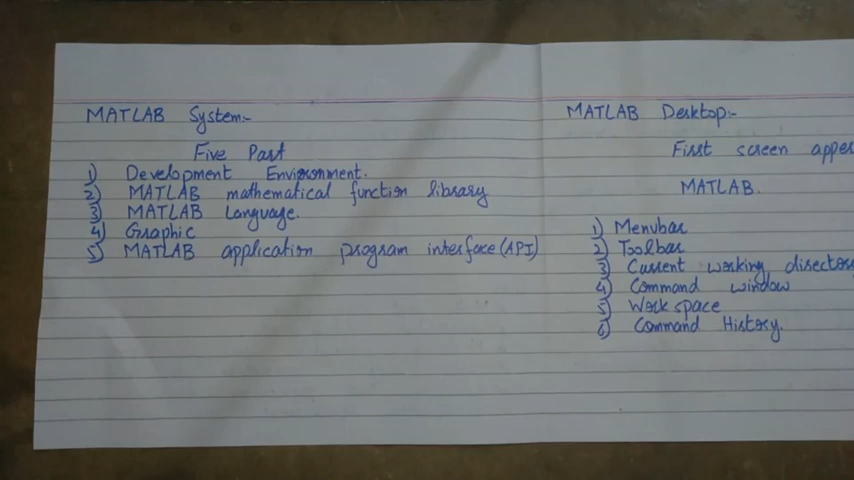 MATLAB System:-
Five Part
1) Development Environment.
2) MATLAB mathematical function library
3) MATLAB Language.
4) Graphic
5) MATLAB application program interface (API)
MATLAB Desktop:-
First screen apper
MATLAB.
1) Menubar
2) Toolbar
3) Current working director
4) Command window
5) Work space
6) Command History.